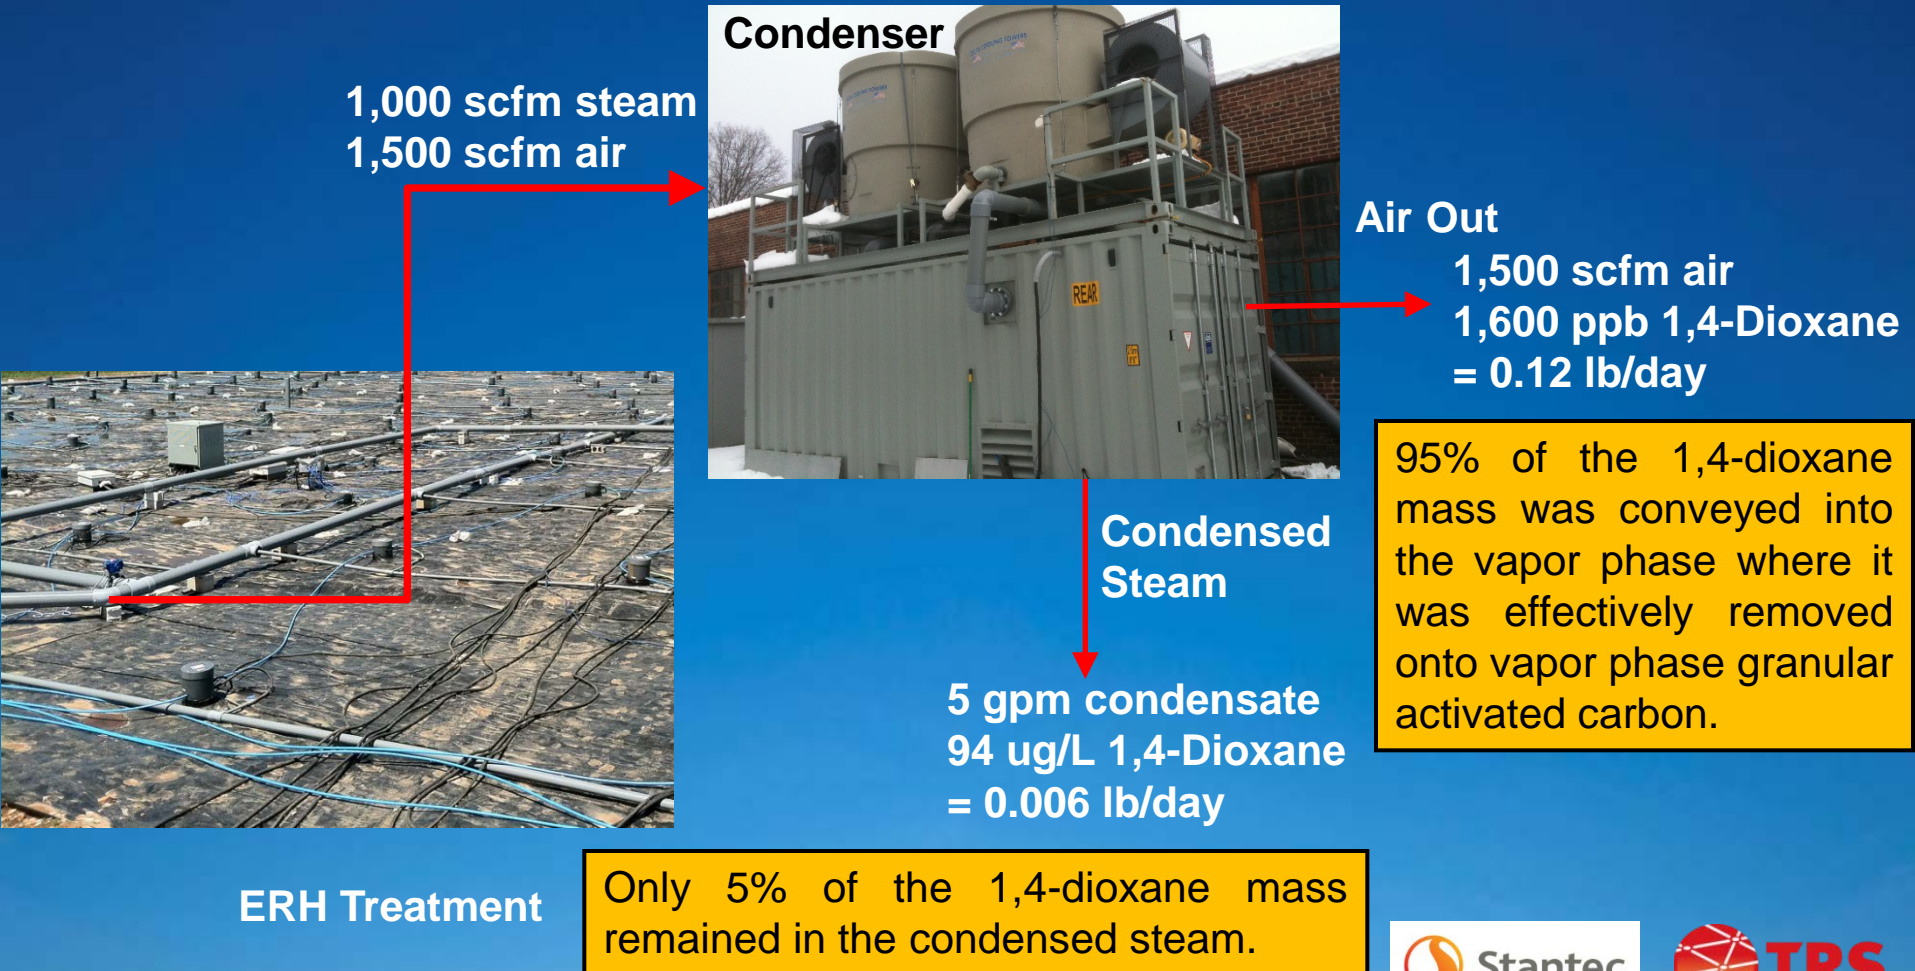 Condenser
1,000 scfm steam
1,500 scfm air
REAR
Air Out
1,500 scfm air
1,600 ppb 1,4-Dioxane
= 0.12 lb/day
95% of the 1,4-dioxane
mass was conveyed into
the vapor phase where it
was effectively removed
onto vapor phase granular
activated carbon.
Condensed
Steam
5 gpm condensate
94 ug/L 1,4-Dioxane
= 0.006 lb/day
ERH Treatment
Only 5% of the 1,4-dioxane mass
remained in the condensed steam.
Stantec
TRS